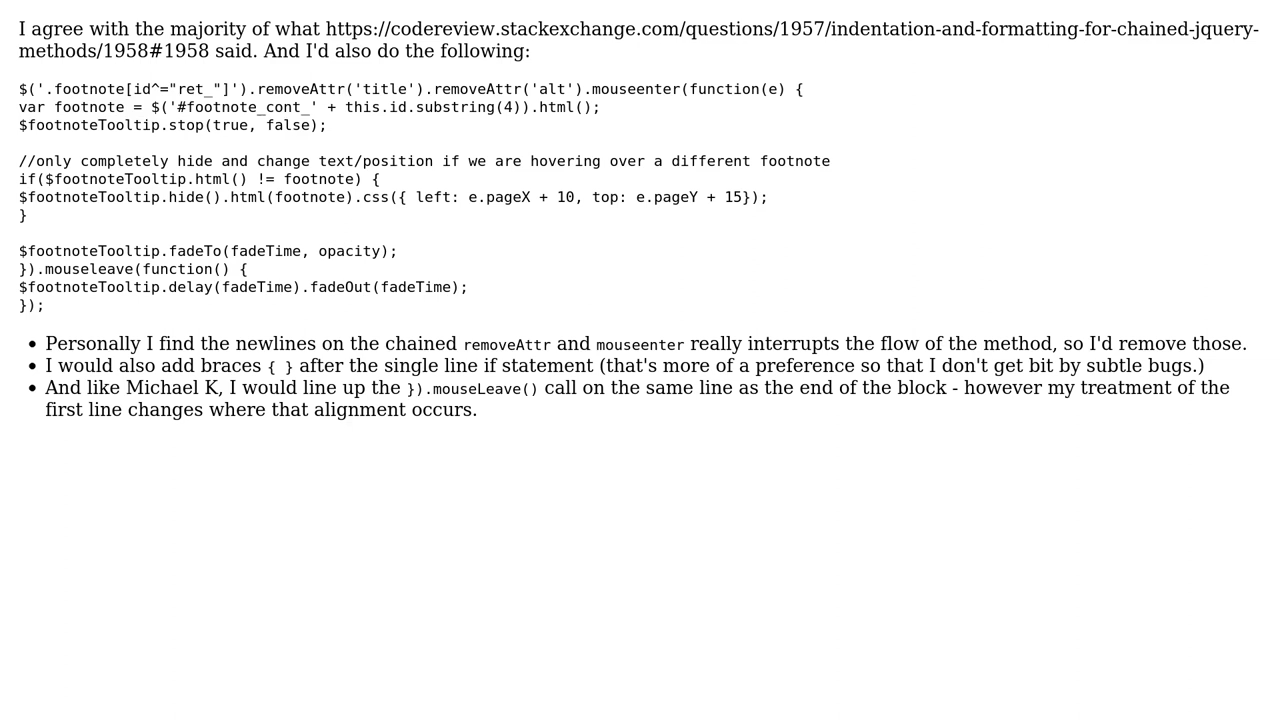 I agree with the majority of what https://codereview.stackexchange.com/questions/1957/indentation-and-formatting-for-chained-jquery-
methods/1958#1958 said. And I'd also do the following:
$('.footnote[id^="ret_"]').removeAttr('title').removeAttr('alt').mouseenter(function(e) {
var footnote = $('#footnote_cont_' + this.id.substring(4)).html();
$footnoteTooltip.stop(true, false);
//only completely hide and change text/position if we are hovering over a different footnote
if($footnoteTooltip.html() != footnote) {
$footnoteTooltip.hide().html(footnote).css({ left: e.pageX + 10, top: e.pageY + 15});
}
$footnoteTooltip.fadeTo(fadeTime, opacity);
}).mouseleave(function() {
$footnoteTooltip.delay(fadeTime).fadeOut(fadeTime);
});
• Personally I find the newlines on the chained removeAttr and mouseenter really interrupts the flow of the method, so I'd remove those.
• I would also add braces { } after the single line if statement (that's more of a preference so that I don't get bit by subtle bugs.)
• And like Michael K, I would line up the }).mouseLeave() call on the same line as the end of the block - however my treatment of the
first line changes where that alignment occurs.